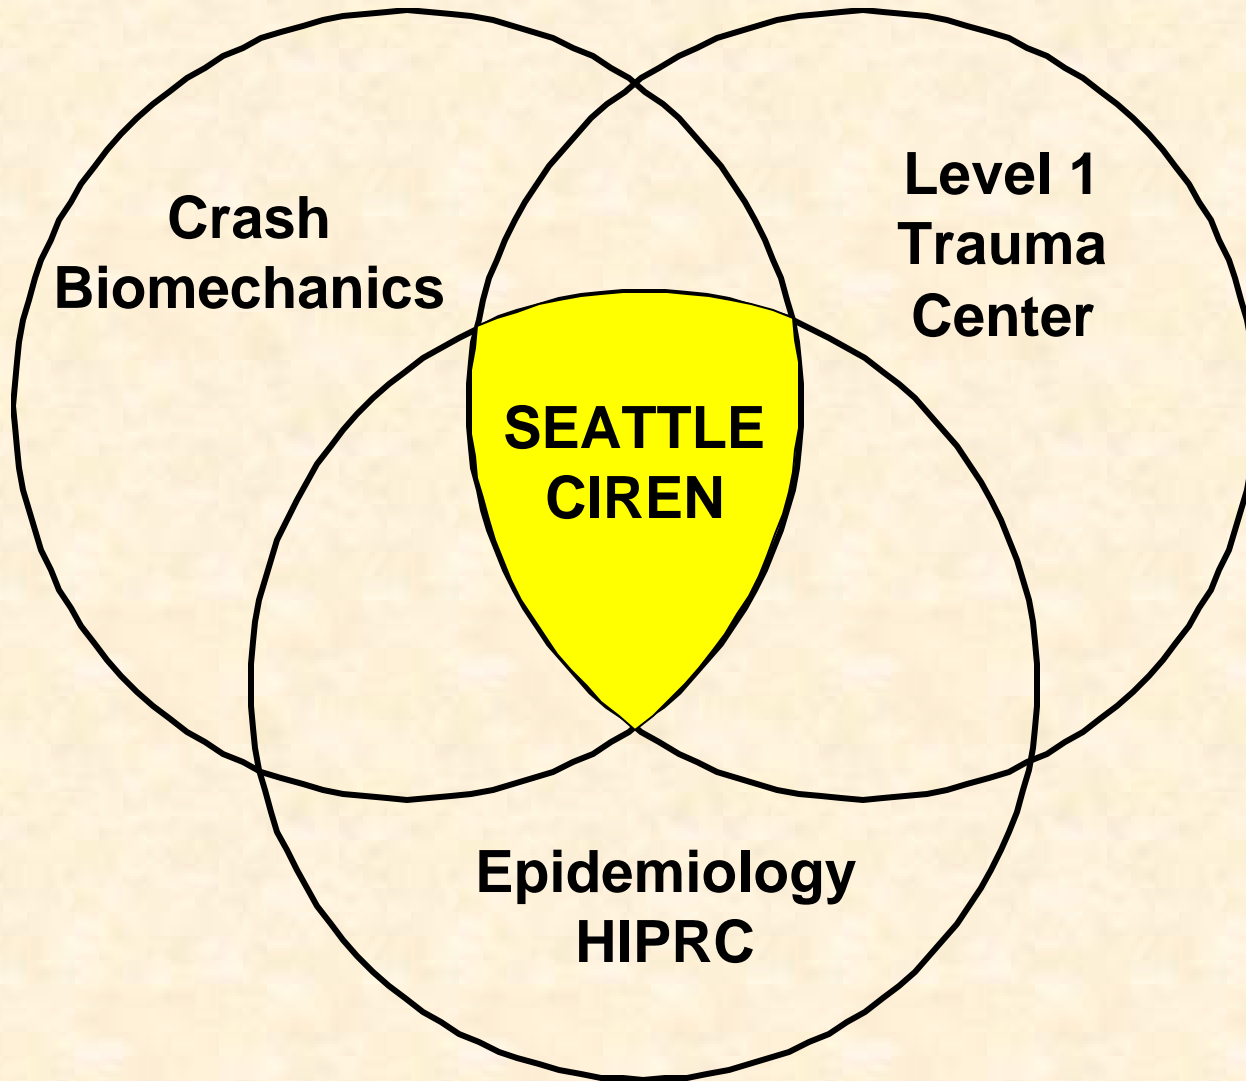 Crash
Biomechanics
Level 1
Trauma
Center
SEATTLE
CIREN
Epidemiology
HIPRC